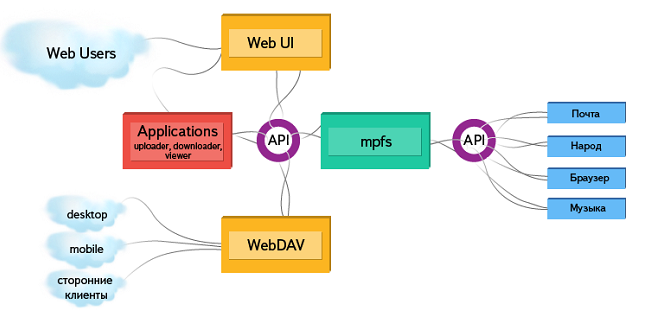 Web Users
Web UI
Applications
uploader, downloader,
viewer
API
mpfs
API
Почта
Народ
Браузер
Музыка
desktop
mobile
сторонние
клиенты
WebDAV